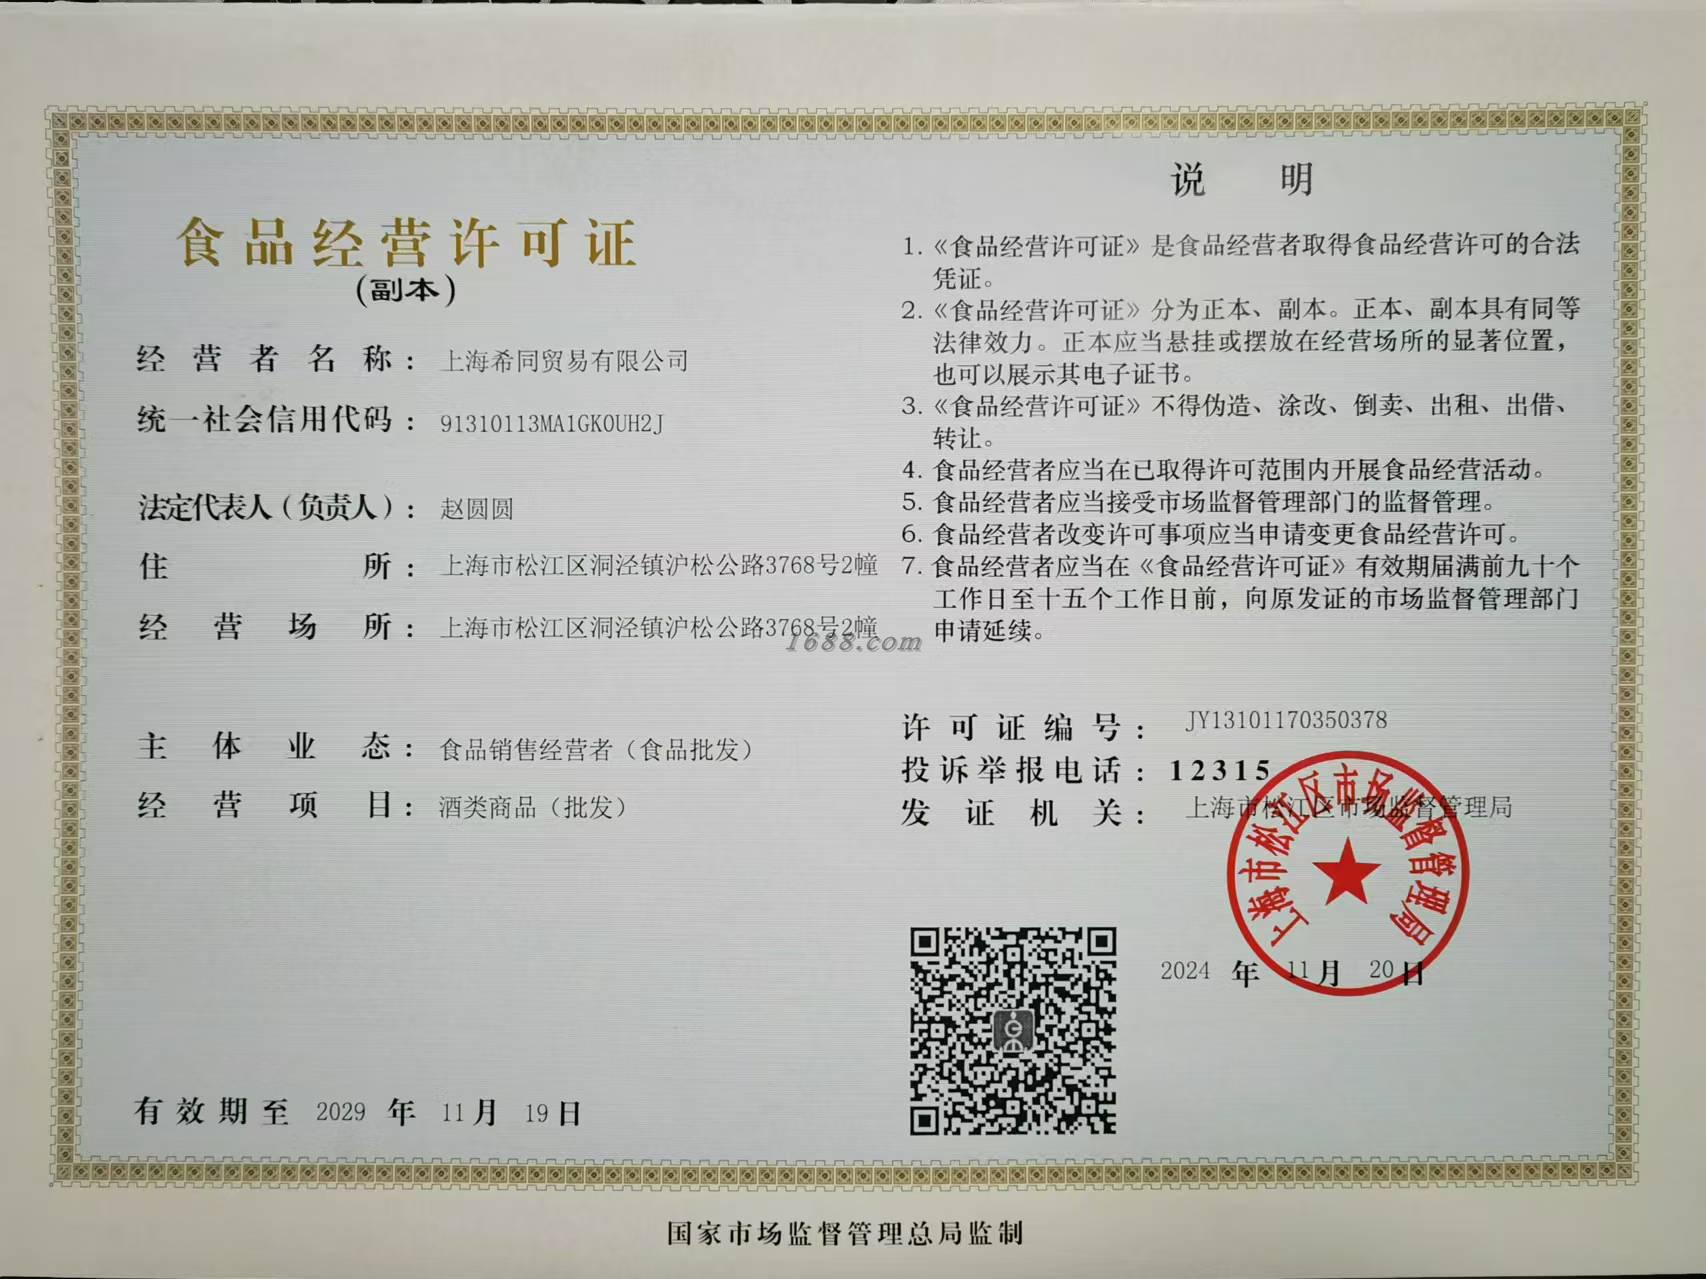 食品经营许可证
(副本)
经营者名称： 上海希同贸易有限公司
统一社会信用代码： 91310113MA1GK0UH2J
法定代表人(负责人)： 赵圆圆
住所： 上海市松江区洞泾镇沪松公路3768号2幢
经营场所： 上海市松江区洞泾镇沪松公路3768号2幢
主体业态： 食品销售经营者（食品批发）
经营项目： 酒类商品（批发）
有效期至 2029 年 11 月 19 日
说 明
1.《食品经营许可证》是食品经营者取得食品经营许可的合法
凭证。
2.《食品经营许可证》分为正本、副本。正本、副本具有同等
法律效力。正本应当悬挂或摆放在经营场所的显著位置，
也可以展示其电子证书。
3.《食品经营许可证》不得伪造、涂改、倒卖、出租、出借、
转让。
4. 食品经营者应当在已取得许可范围内开展食品经营活动。
5. 食品经营者应当接受市场监督管理部门的监督管理。
6. 食品经营者改变许可事项应当申请变更食品经营许可。
7. 食品经营者应当在《食品经营许可证》有效期届满前九十个
工作日至十五个工作日前，向原发证的市场监督管理部门
申请延续。
1688.com
许可证编号： JY13101170350378
投诉举报电话：12315
发证机关： 上海市松江区市场监督管理局
上海市松江区市场监督管理局
2024 年 11 月 20 日
国家市场监督管理总局监制